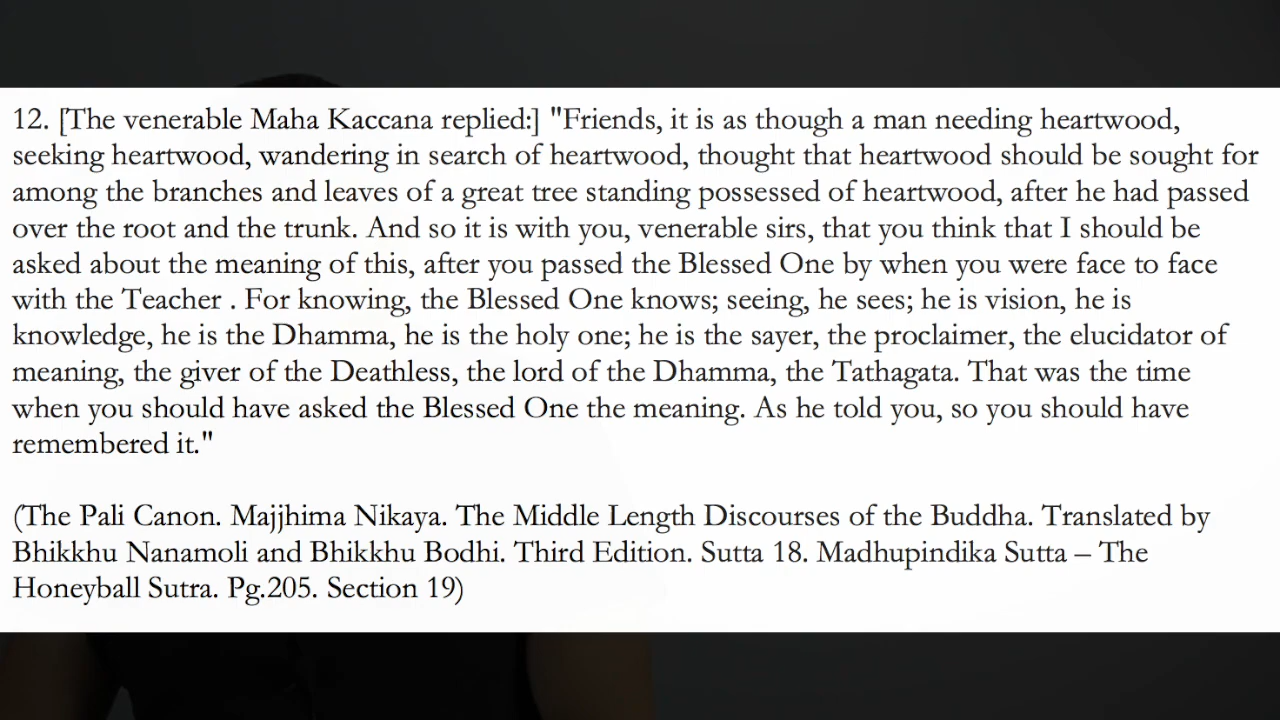 12. [The venerable Maha Kaccana replied:] "Friends, it is as though a man needing heartwood,
seeking heartwood, wandering in search of heartwood, thought that heartwood should be sought for
among the branches and leaves of a great tree standing possessed of heartwood, after he had passed
over the root and the trunk. And so it is with you, venerable sirs, that you think that I should be
asked about the meaning of this, after you passed the Blessed One by when you were face to face
with the Teacher . For knowing, the Blessed One knows; seeing, he sees; he is vision, he is
knowledge, he is the Dhamma, he is the holy one; he is the sayer, the proclaimer, the elucidator of
meaning, the giver of the Deathless, the lord of the Dhamma, the Tathagata. That was the time
when you should have asked the Blessed One the meaning. As he told you, so you should have
remembered it."
(The Pali Canon. Majjhima Nikaya. The Middle Length Discourses of the Buddha. Translated by
Bhikkhu Nanamoli and Bhikkhu Bodhi. Third Edition. Sutta 18. Madhupindika Sutta – The
Honeyball Sutra. Pg.205. Section 19)